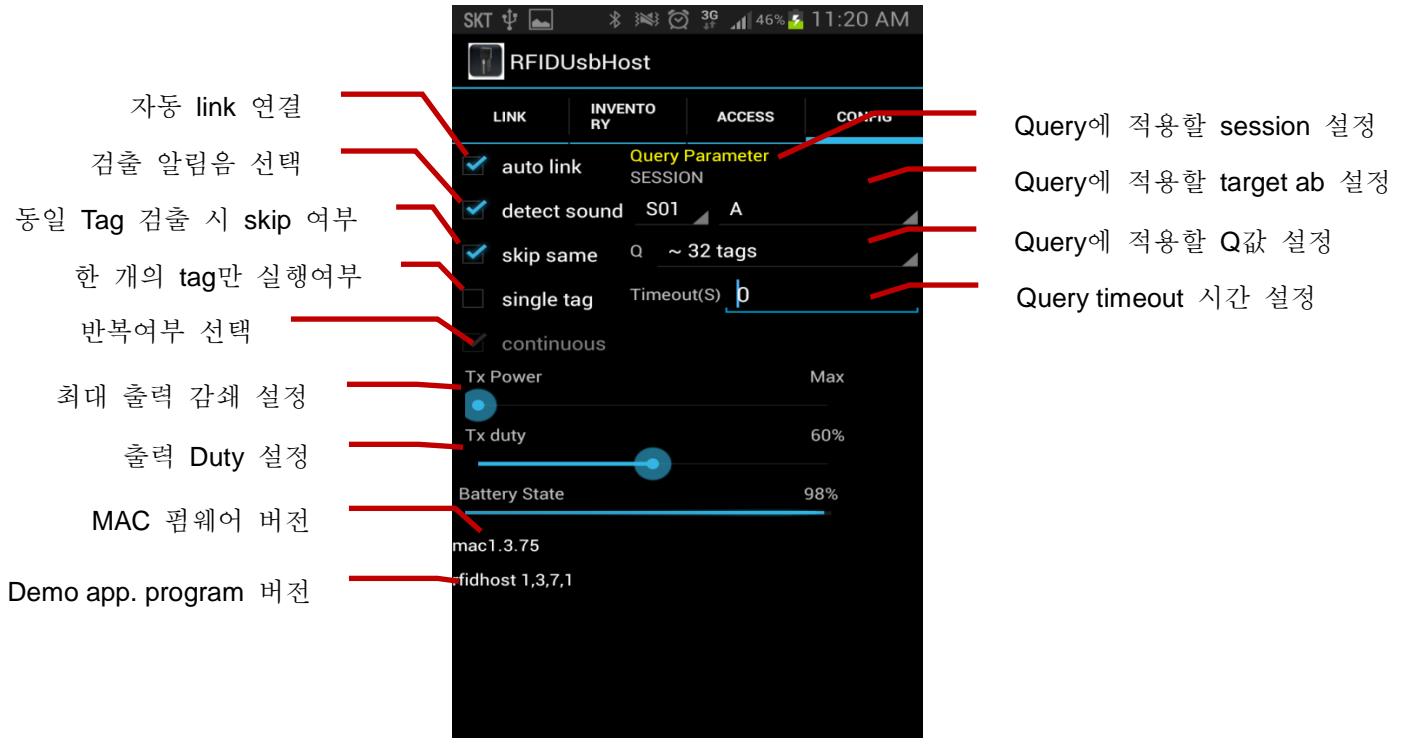 SKT 3G 46% 11:20 AM
RFIDUsbHost
LINK INVENTO RY ACCESS CONFIG
자동 link 연결
검출 알림음 선택
동일 Tag 검출 시 skip 여부
한 개의 tag만 실행여부
반복여부 선택
최대 출력 감쇄 설정
출력 Duty 설정
MAC 펌웨어 버전
Demo app. program 버전
auto link
detect sound
skip same
single tag
continuous
Query Parameter
SESSION
S01 A
Q ~ 32 tags
Timeout(S) 0
Tx Power Max
Tx duty 60%
Battery State 98%
mac1.3.75
rfidhost 1,3,7,1
Query에 적용할 session 설정
Query에 적용할 target ab 설정
Query에 적용할 Q값 설정
Query timeout 시간 설정